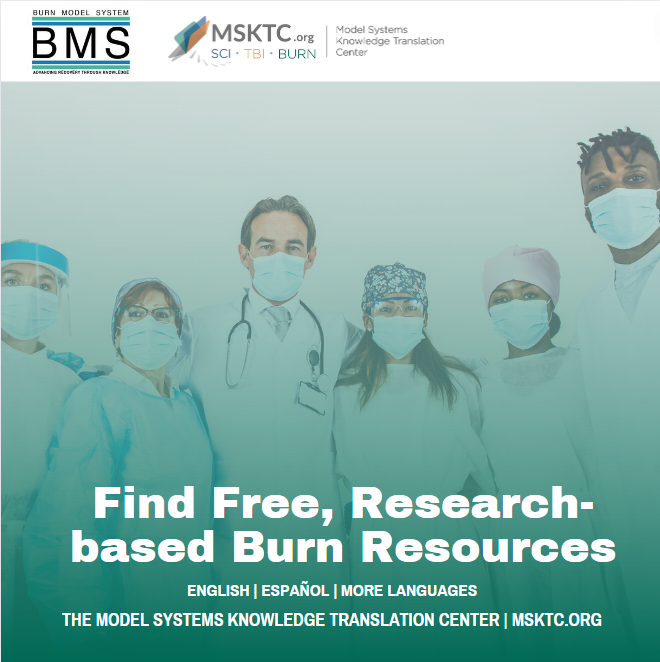 BURN MODEL SYSTEM
BMS
ADVANCING RECOVERY THROUGH KNOWLEDGE
MSKTC.org
SCI · TBI · BURN
Model Systems
Knowledge Translation
Center
Find Free, Research-
based Burn Resources
ENGLISH | ESPAÑOL | MORE LANGUAGES
THE MODEL SYSTEMS KNOWLEDGE TRANSLATION CENTER | MSKTC.ORG